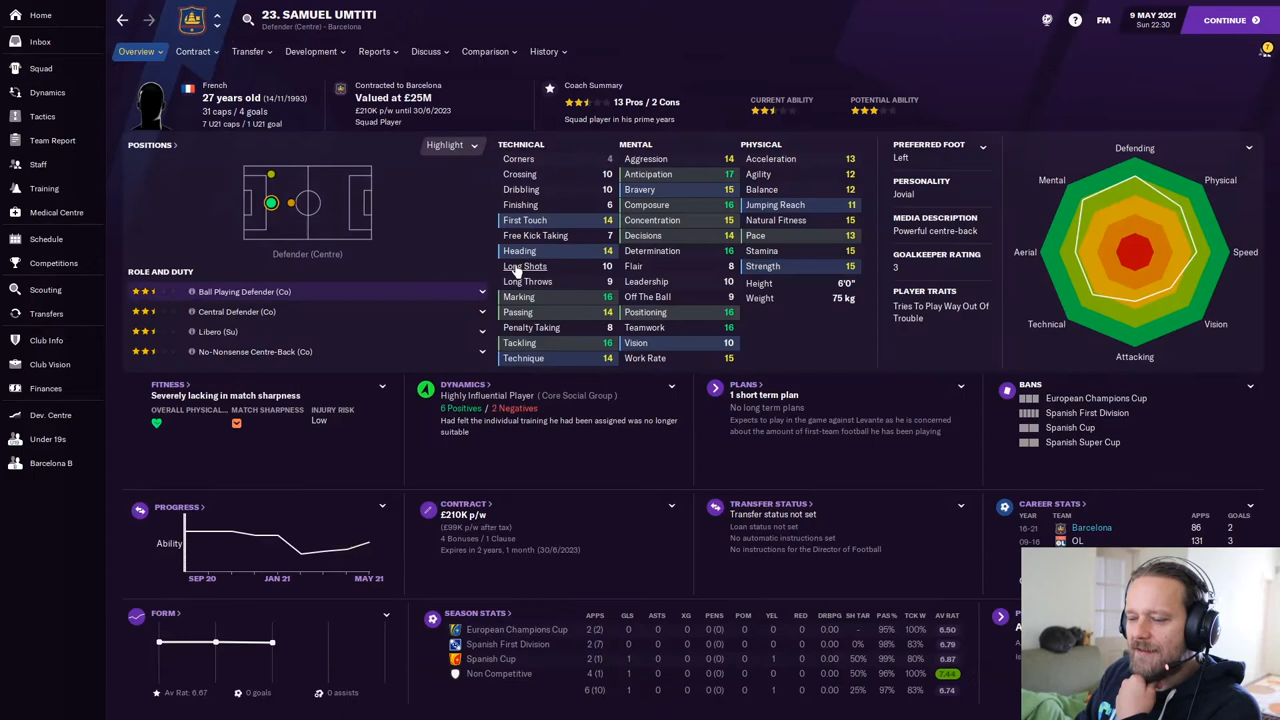 Home
Inbox
Squad
Dynamics
Tactics
Team Report
Staff
Training
Medical Centre
Schedule
Competitions
Scouting
Transfers
Club Info
Club Vision
Finances
Dev. Centre
Under 19s
Barcelona B
23. SAMUEL UMTITI
Defender (Centre) - Barcelona
FM
9 MAY 2021
Sun 22:30
CONTINUE
Overview Contract Transfer Development Reports Discuss Comparison History
7
French
27 years old (14/11/1993)
31 caps / 4 goals
7 U21 caps / 1 U21 goal
Contracted to Barcelona
Valued at £25M
£210K p/w until 30/6/2023
Squad Player
Coach Summary
13 Pros / 2 Cons
Squad player in his prime years
CURRENT ABILITY
POTENTIAL ABILITY
POSITIONS
Highlight
Defender (Centre)
ROLE AND DUTY
Ball Playing Defender (Co)
Central Defender (Co)
Libero (Su)
No-Nonsense Centre-Back (Co)
TECHNICAL
Corners 4
Crossing 10
Dribbling 10
Finishing 6
First Touch 14
Free Kick Taking 7
Heading 14
Long Shots 10
Long Throws 9
Marking 16
Passing 14
Penalty Taking 8
Tackling 16
Technique 14
MENTAL
Aggression 14
Anticipation 17
Bravery 15
Composure 16
Concentration 15
Decisions 14
Determination 16
Flair 8
Leadership 10
Off The Ball 9
Positioning 16
Teamwork 16
Vision 10
Work Rate 15
PHYSICAL
Acceleration 13
Agility 12
Balance 12
Jumping Reach 11
Natural Fitness 15
Pace 13
Stamina 15
Strength 15
Height 6'0"
Weight 75 kg
PREFERRED FOOT
Left
PERSONALITY
Jovial
MEDIA DESCRIPTION
Powerful centre-back
GOALKEEPER RATING
3
PLAYER TRAITS
Tries To Play Way Out Of
Trouble
Defending
Mental
Physical
Aerial
Speed
Technical
Vision
Attacking
FITNESS
Severely lacking in match sharpness
OVERALL PHYSICAL... MATCH SHARPNESS INJURY RISK
Low
DYNAMICS
Highly Influential Player ( Core Social Group )
6 Positives / 2 Negatives
Had felt the individual training he had been assigned was no longer
suitable
PLANS
1 short term plan
No long term plans
Expects to play in the game against Levante as he is concerned
about the amount of first-team football he has been playing
BANS
European Champions Cup
Spanish First Division
Spanish Cup
Spanish Super Cup
PROGRESS
Ability
SEP 20 JAN 21 MAY 21
CONTRACT
£210K p/w
(£99K p/w after tax)
4 Bonuses / 1 Clause
Expires in 2 years, 1 month (30/6/2023)
TRANSFER STATUS
Transfer status not set
Loan status not set
No automatic instructions set
No instructions for the Director of Football
CAREER STATS
YEAR TEAM APPS GOALS
16-21 Barcelona 86 2
09-16 OL 131 3
FORM
Av Rat: 6.67 0 goals 0 assists
SEASON STATS APPS GLS ASTS XG PENS POM YEL RED DRBPG SH TAR PAS% TCK W AV RAT
European Champions Cup 2 (2) 0 0 0 0 (0) 0 0 0 0.00 - 95% 100% 6.50
Spanish First Division 2 (7) 0 0 0 0 (0) 0 0 0 0.00 0% 98% 83% 6.79
Spanish Cup 2 (1) 1 0 0 0 (0) 0 1 0 0.00 50% 99% 80% 6.87
Non Competitive 4 (1) 1 0 0 0 (0) 0 0 0 0.00 50% 96% 100% 7.44
6 (10) 1 0 0 0 (0) 0 1 0 0.00 25% 97% 83% 6.74